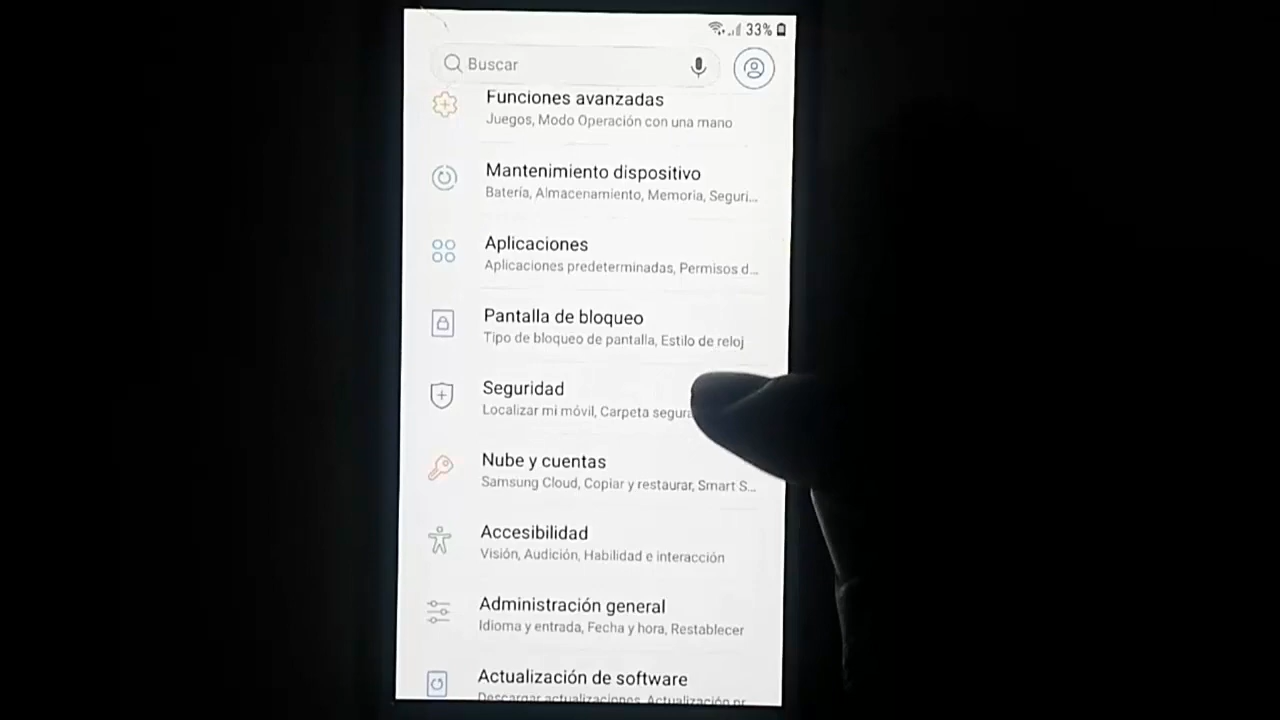 33%
Buscar
Funciones avanzadas
Juegos, Modo Operación con una mano
Mantenimiento dispositivo
Batería, Almacenamiento, Memoria, Seguri...
Aplicaciones
Aplicaciones predeterminadas, Permisos d...
Pantalla de bloqueo
Tipo de bloqueo de pantalla, Estilo de reloj
Seguridad
Localizar mi móvil, Carpeta segura
Nube y cuentas
Samsung Cloud, Copiar y restaurar, Smart S...
Accesibilidad
Visión, Audición, Habilidad e interacción
Administración general
Idioma y entrada, Fecha y hora, Restablecer
Actualización de software
Descargar actualizaciones, Actualización